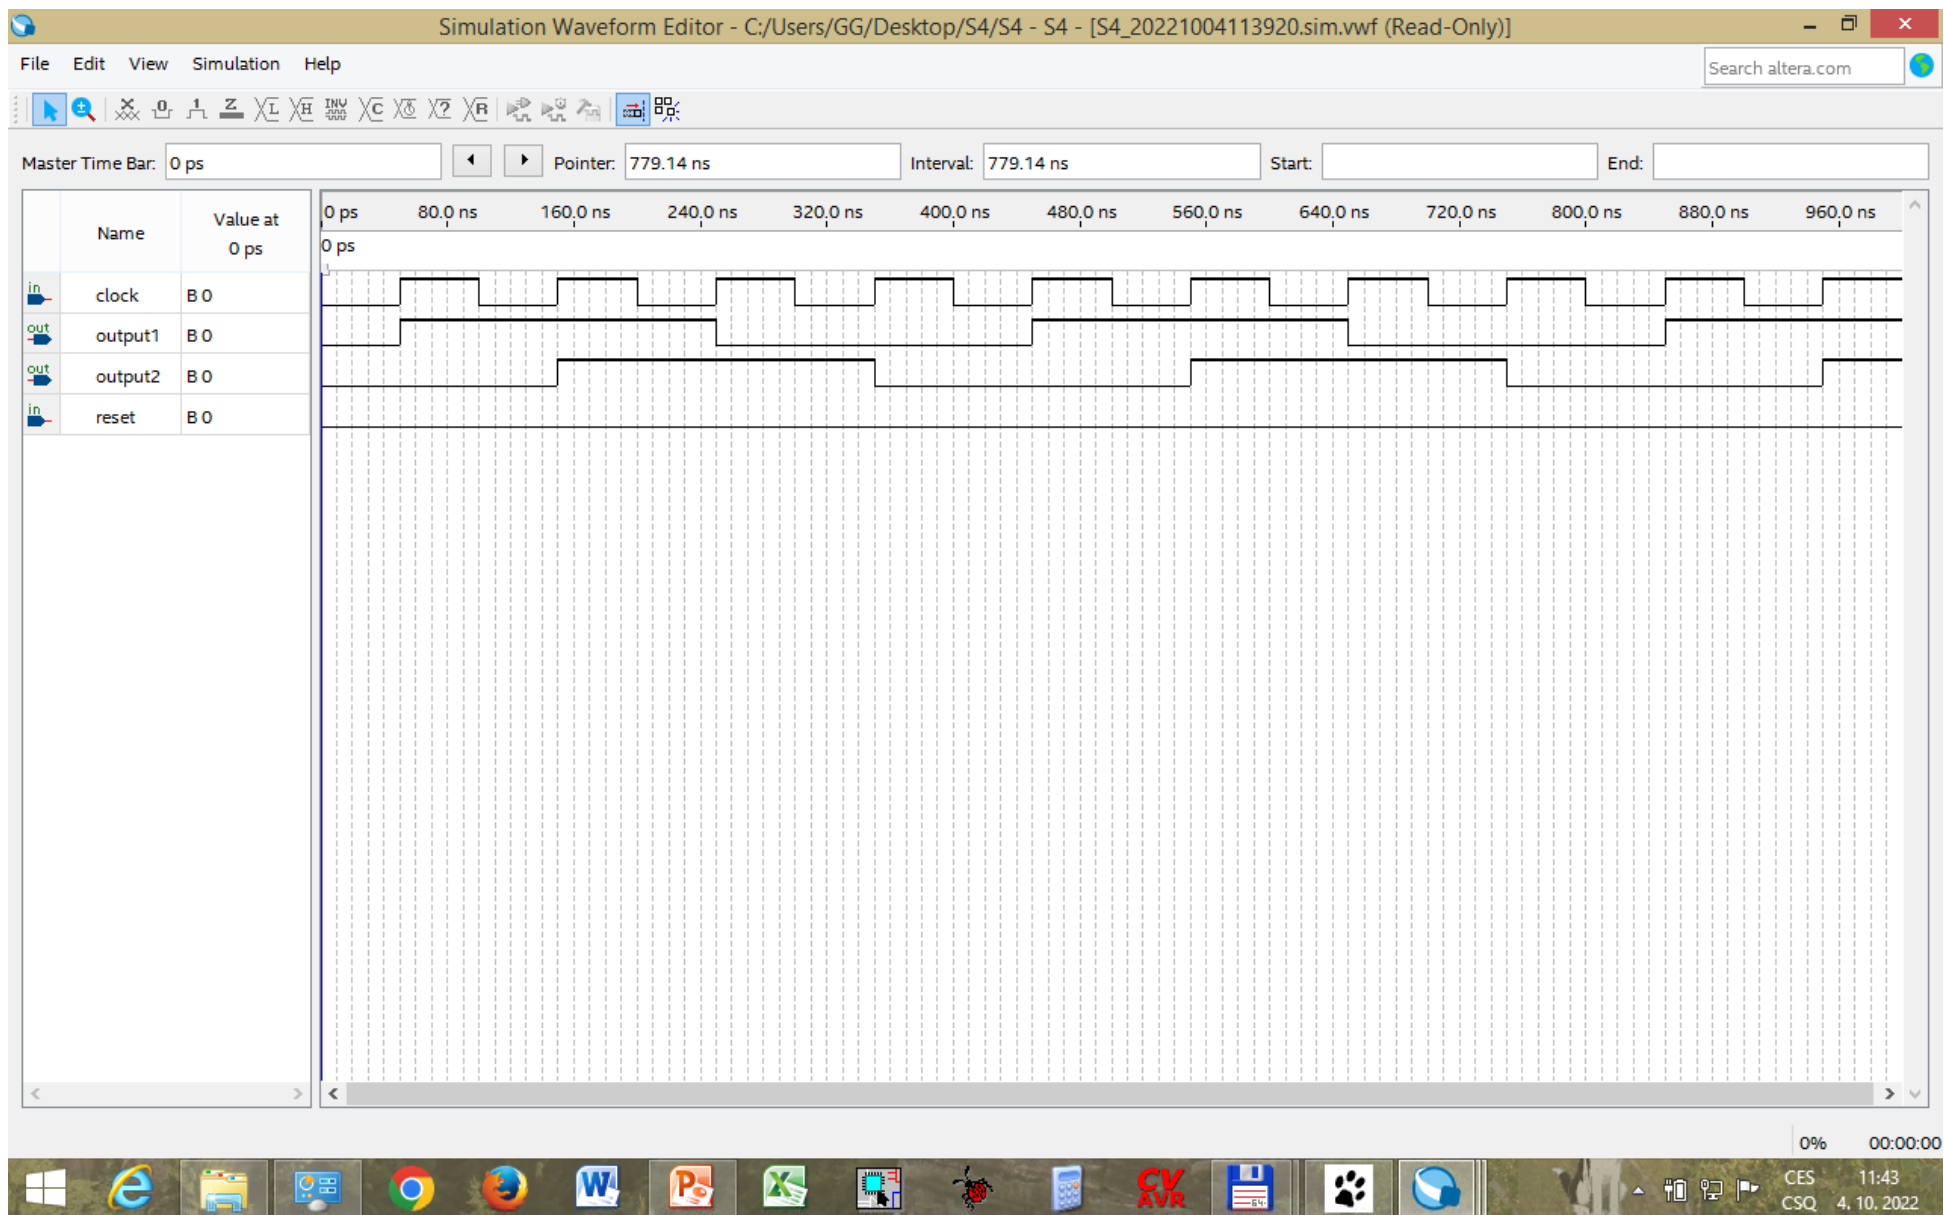 Simulation Waveform Editor - C:/Users/GG/Desktop/S4/S4 - S4 - [S4_20221004113920.sim.vwf (Read-Only)]
File Edit View Simulation Help
Search altera.com
Master Time Bar: 0 ps Pointer: 779.14 ns Interval: 779.14 ns Start: End:
Name Value at 0 ps
0 ps 80.0 ns 160.0 ns 240.0 ns 320.0 ns 400.0 ns 480.0 ns 560.0 ns 640.0 ns 720.0 ns 800.0 ns 880.0 ns 960.0 ns
0 ps
in clock B 0
out output1 B 0
out output2 B 0
in reset B 0
0% 00:00:00
CES 11:43
CSQ 4. 10. 2022